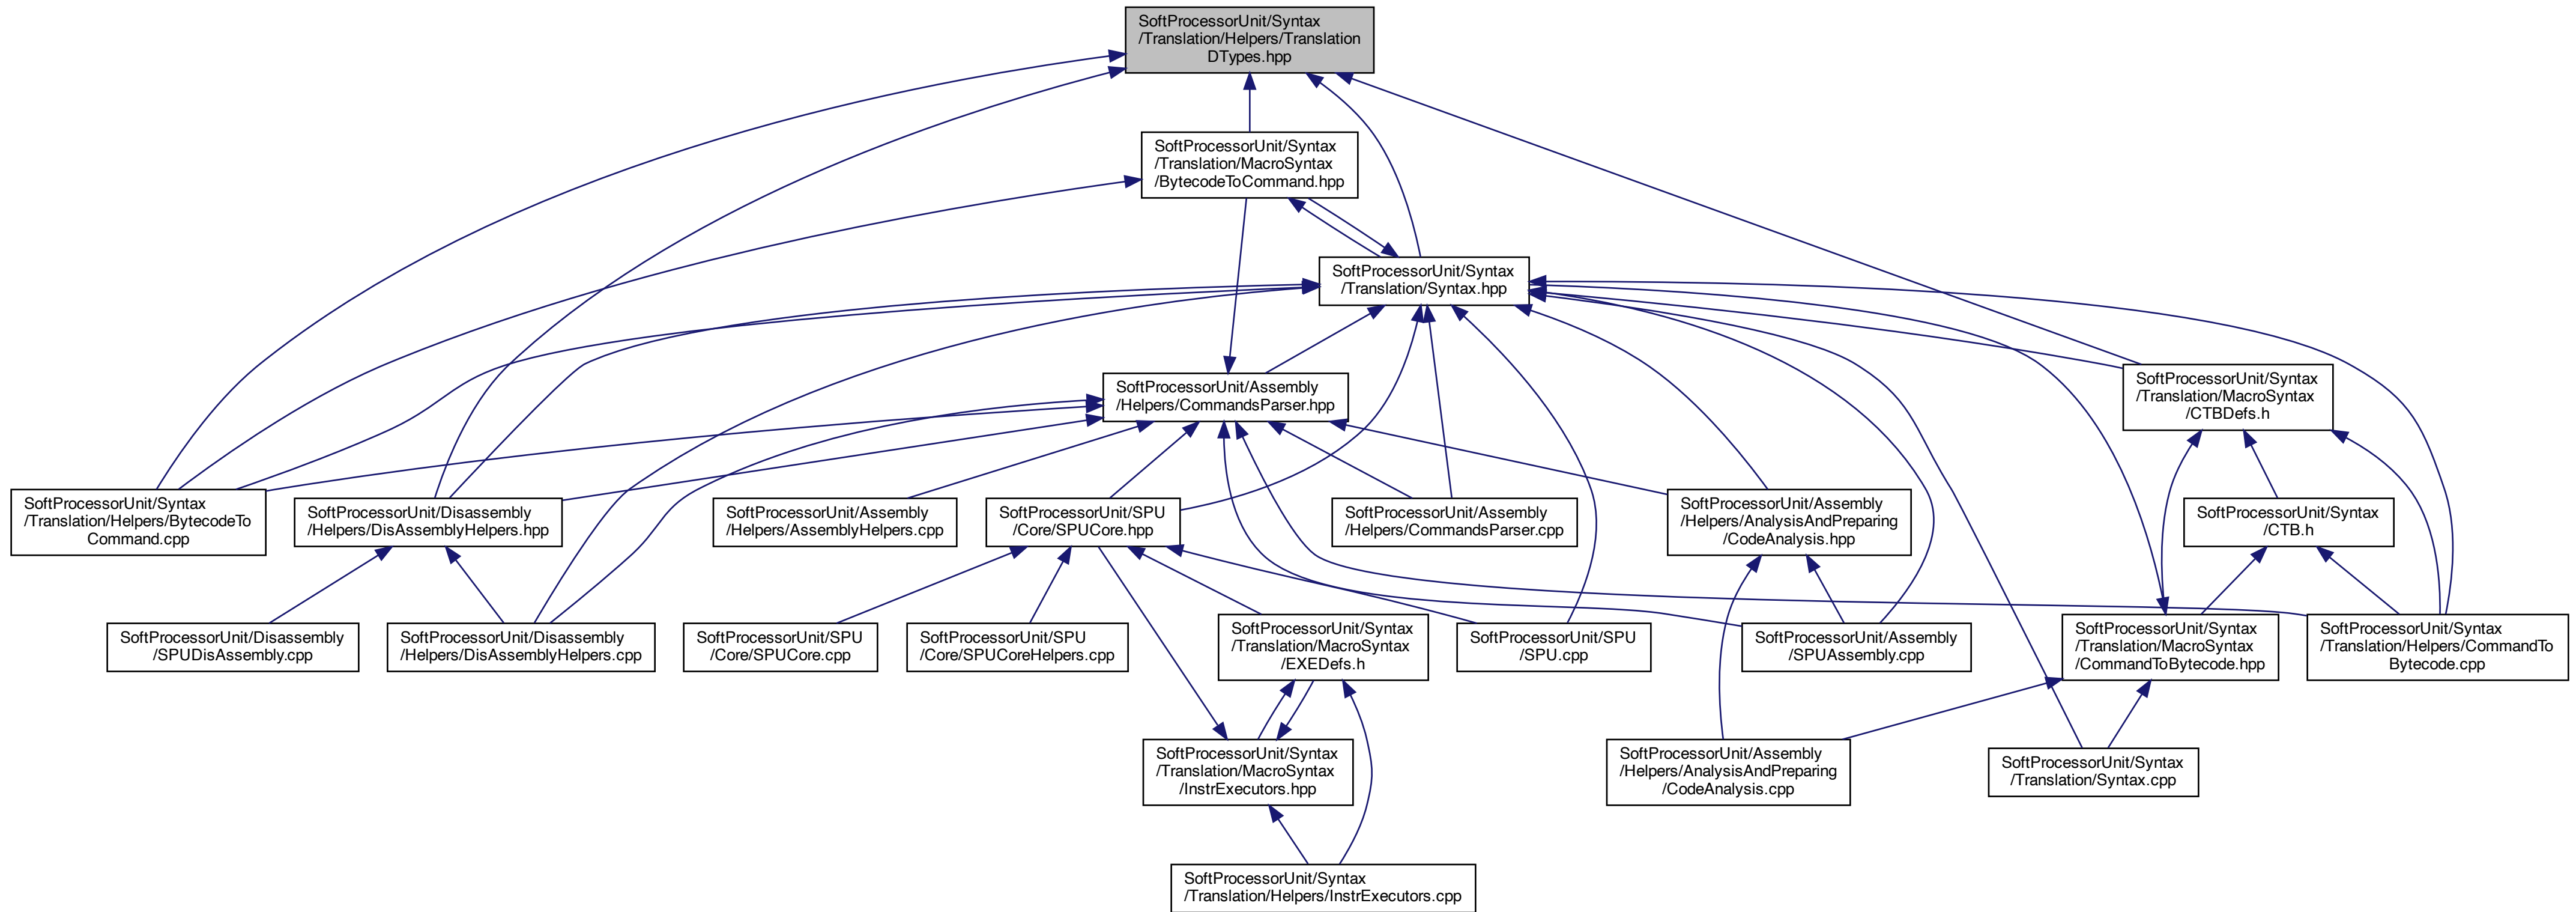 SoftProcessorUnit/Syntax
/Translation/Helpers/Translation
DTypes.hpp
SoftProcessorUnit/Syntax
/Translation/MacroSyntax
/BytecodeToCommand.hpp
SoftProcessorUnit/Syntax
/Translation/Syntax.hpp
SoftProcessorUnit/Assembly
/Helpers/CommandsParser.hpp
SoftProcessorUnit/Syntax
/Translation/MacroSyntax
/CTBDefs.h
SoftProcessorUnit/Syntax
/Translation/Helpers/BytecodeTo
Command.cpp
SoftProcessorUnit/Disassembly
/Helpers/DisAssemblyHelpers.hpp
SoftProcessorUnit/Assembly
/Helpers/AssemblyHelpers.cpp
SoftProcessorUnit/SPU
/Core/SPUCore.hpp
SoftProcessorUnit/Assembly
/Helpers/CommandsParser.cpp
SoftProcessorUnit/Assembly
/Helpers/AnalysisAndPreparing
/CodeAnalysis.hpp
SoftProcessorUnit/Syntax
/CTB.h
SoftProcessorUnit/Disassembly
/SPUDisAssembly.cpp
SoftProcessorUnit/Disassembly
/Helpers/DisAssemblyHelpers.cpp
SoftProcessorUnit/SPU
/Core/SPUCore.cpp
SoftProcessorUnit/SPU
/Core/SPUCoreHelpers.cpp
SoftProcessorUnit/Syntax
/Translation/MacroSyntax
/EXEDefs.h
SoftProcessorUnit/SPU
/SPU.cpp
SoftProcessorUnit/Assembly
/SPUAssembly.cpp
SoftProcessorUnit/Syntax
/Translation/MacroSyntax
/CommandToBytecode.hpp
SoftProcessorUnit/Syntax
/Translation/Helpers/CommandTo
Bytecode.cpp
SoftProcessorUnit/Syntax
/Translation/MacroSyntax
/InstrExecutors.hpp
SoftProcessorUnit/Assembly
/Helpers/AnalysisAndPreparing
/CodeAnalysis.cpp
SoftProcessorUnit/Syntax
/Translation/Syntax.cpp
SoftProcessorUnit/Syntax
/Translation/Helpers/InstrExecutors.cpp